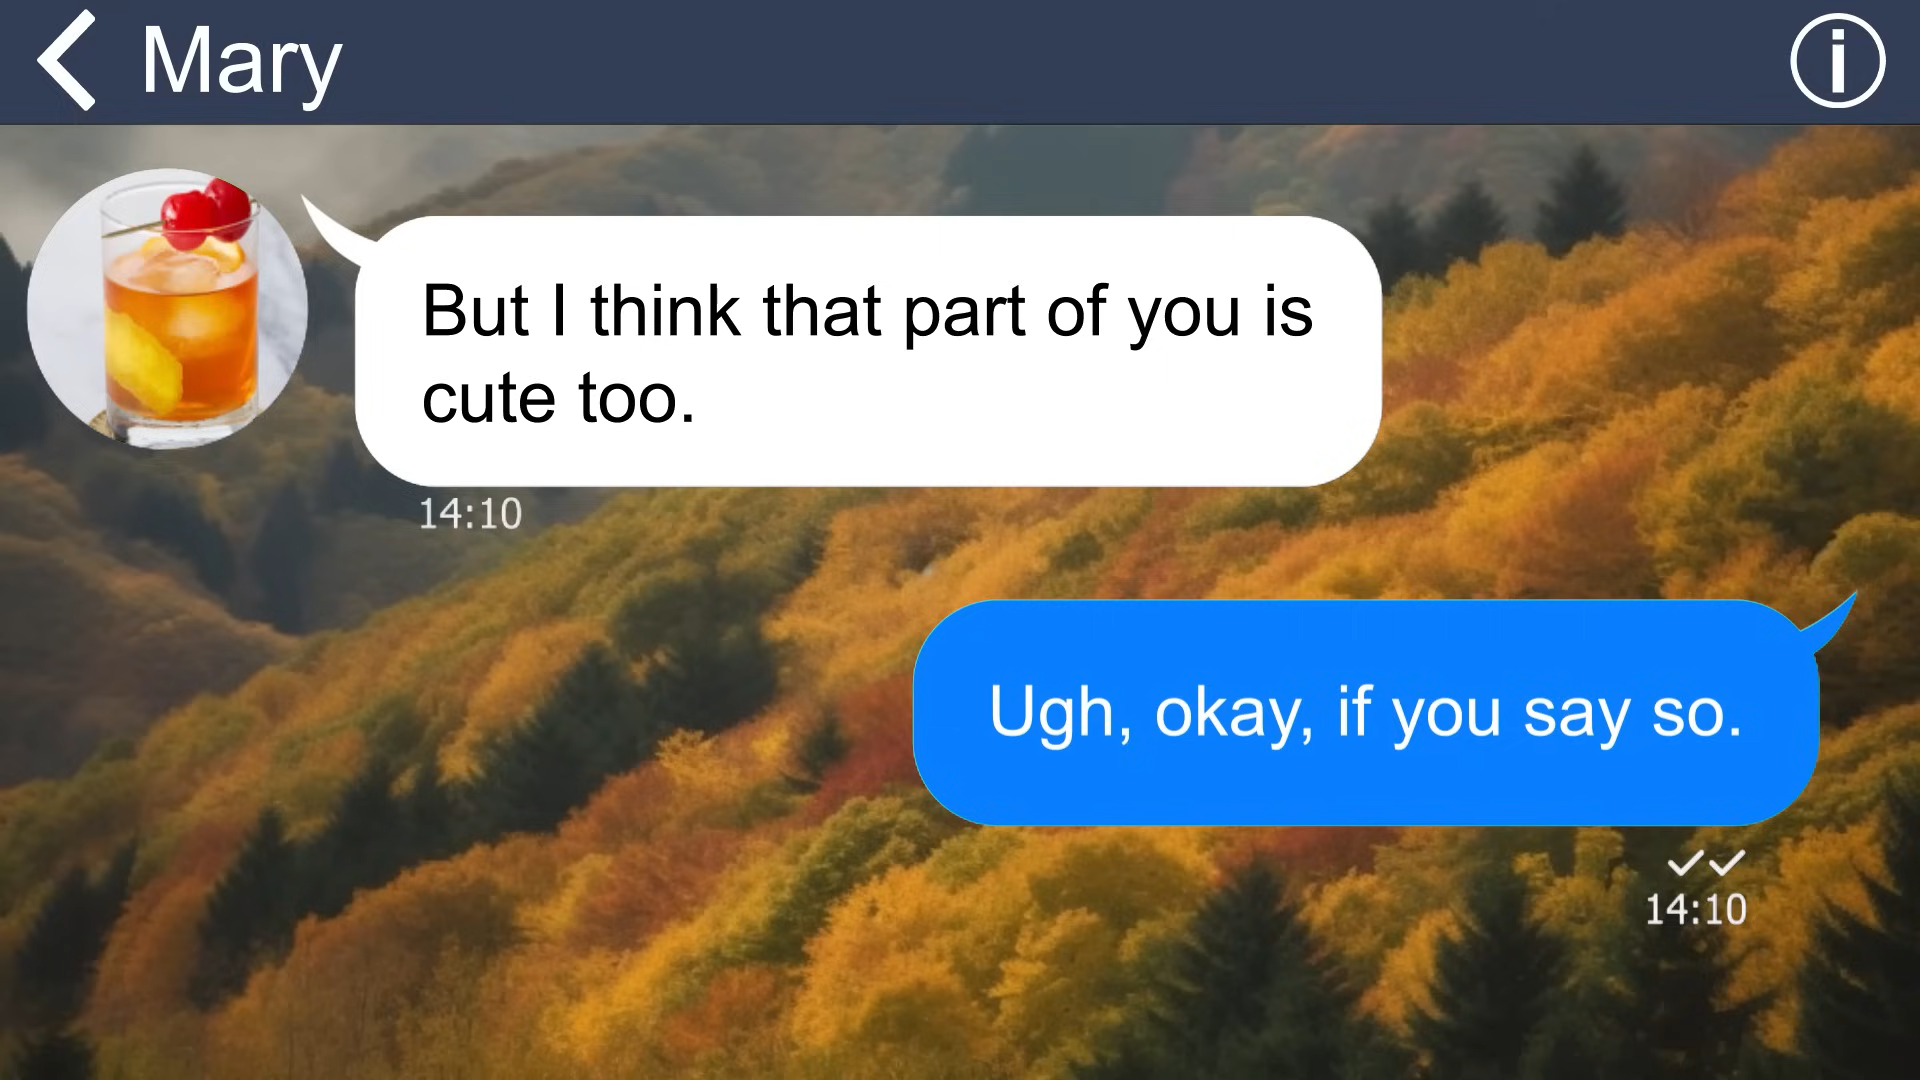 Mary
But I think that part of you is
cute too.
14:10
Ugh, okay, if you say so.
14:10